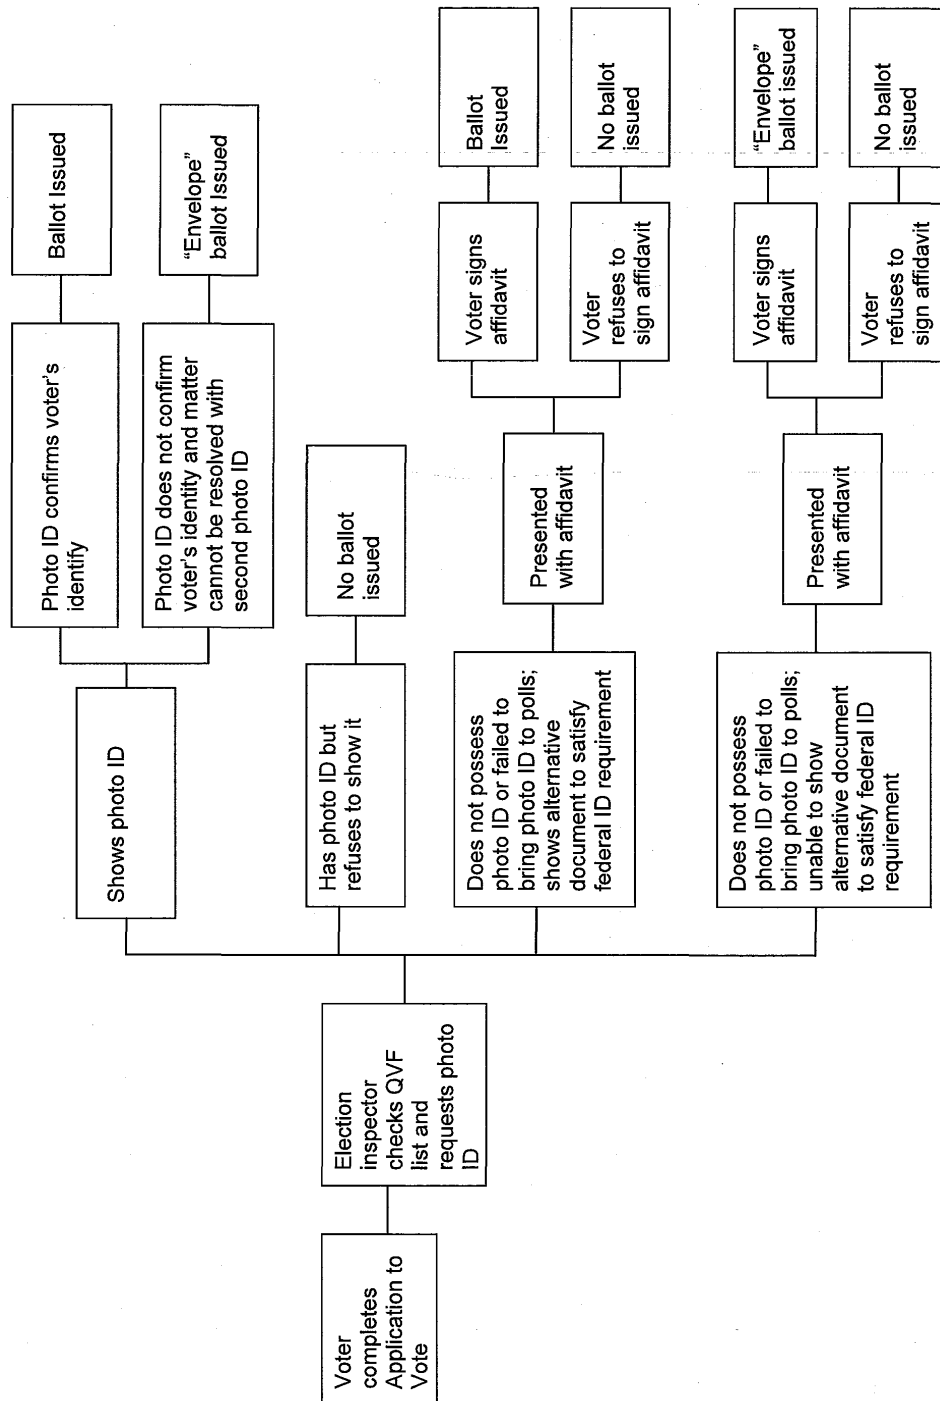 Voter
completes
Application to
Vote
Election
inspector
checks QVF
list and
requests photo
ID
Shows photo ID
Photo ID confirms voter's
identify
Ballot Issued
Photo ID does not confirm
voter's identity and matter
cannot be resolved with
second photo ID
"Envelope"
ballot Issued
Has photo ID but
refuses to show it
No ballot
issued
Does not possess
photo ID or failed to
bring photo ID to polls;
shows alternative
document to satisfy
federal ID requirement
Presented
with affidavit
Voter signs
affidavit
Ballot
Issued
Voter
refuses to
sign affidavit
No ballot
issued
Does not possess
photo ID or failed to
bring photo ID to polls;
unable to show
alternative document
to satisfy federal ID
requirement
Presented
with affidavit
Voter signs
affidavit
"Envelope"
ballot issued
Voter
refuses to
sign affidavit
No ballot
issued